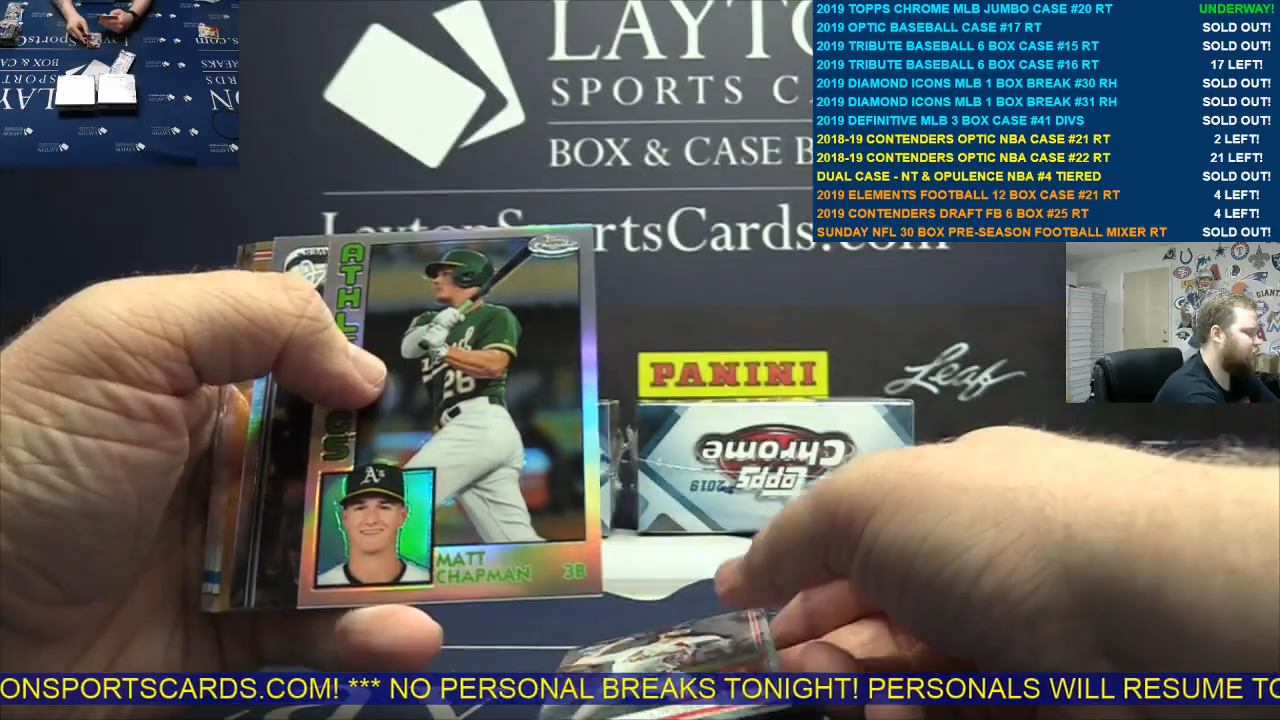 LAYTO
SPORTS CA
BOX & CASE B
LaytonSportsCards.com
2019 TOPPS CHROME MLB JUMBO CASE #20 RT UNDERWAY!
2019 OPTIC BASEBALL CASE #17 RT SOLD OUT!
2019 TRIBUTE BASEBALL 6 BOX CASE #15 RT SOLD OUT!
2019 TRIBUTE BASEBALL 6 BOX CASE #16 RT 17 LEFT!
2019 DIAMOND ICONS MLB 1 BOX BREAK #30 RH SOLD OUT!
2019 DIAMOND ICONS MLB 1 BOX BREAK #31 RH SOLD OUT!
2019 DEFINITIVE MLB 3 BOX CASE #41 DIVS SOLD OUT!
2018-19 CONTENDERS OPTIC NBA CASE #21 RT 2 LEFT!
2018-19 CONTENDERS OPTIC NBA CASE #22 RT 21 LEFT!
DUAL CASE - NT & OPULENCE NBA #4 TIERED SOLD OUT!
2019 ELEMENTS FOOTBALL 12 BOX CASE #21 RT 4 LEFT!
2019 CONTENDERS DRAFT FB 6 BOX #25 RT 4 LEFT!
SUNDAY NFL 30 BOX PRE-SEASON FOOTBALL MIXER RT SOLD OUT!
ATHLE
CS
26
A's
MATT
CHAPMAN 3B
PANINI
Leaf
2019 Topps
Chrome
GIANTS
ONSPORTSCARDS.COM! *** NO PERSONAL BREAKS TONIGHT! PERSONALS WILL RESUME TO